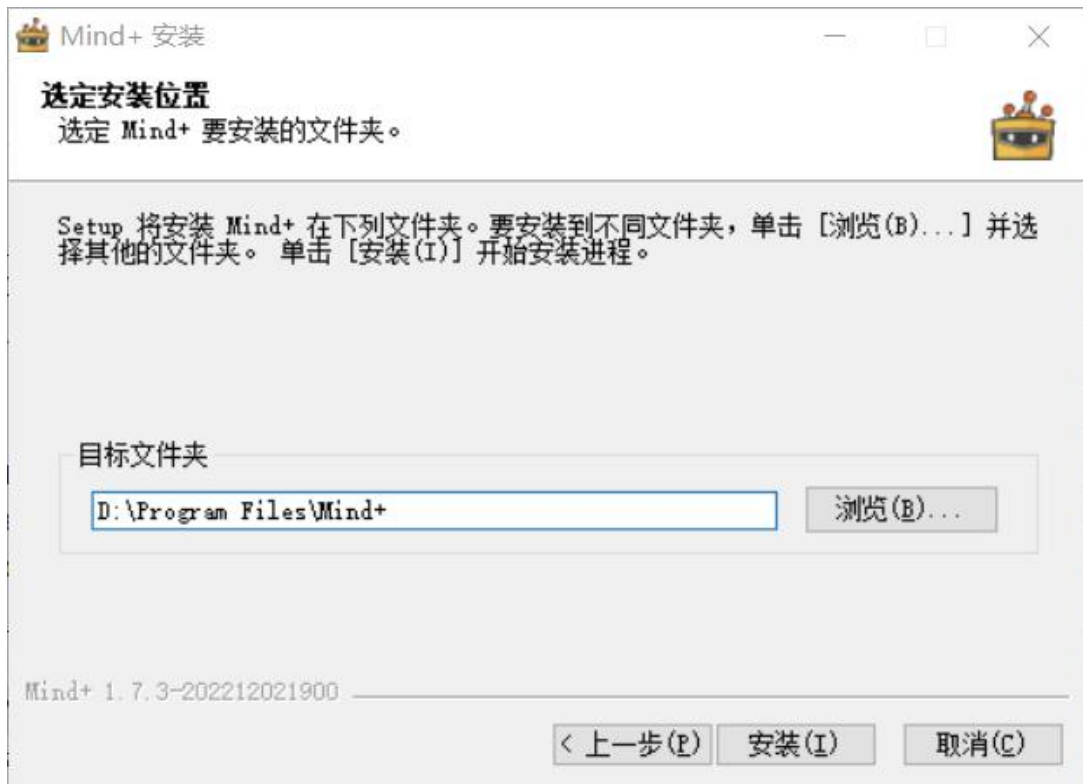 Mind+ 安装
选定安装位置
选定 Mind+ 要安装的文件夹。
Setup 将安装 Mind+ 在下列文件夹。要安装到不同文件夹，单击 [浏览(B)...] 并选
择其他的文件夹。 单击 [安装(I)] 开始安装进程。
目标文件夹
D:\Program Files\Mind+
浏览(B)...
Mind+ 1.7.3-202212021900
< 上一步(P)
安装(I)
取消(C)